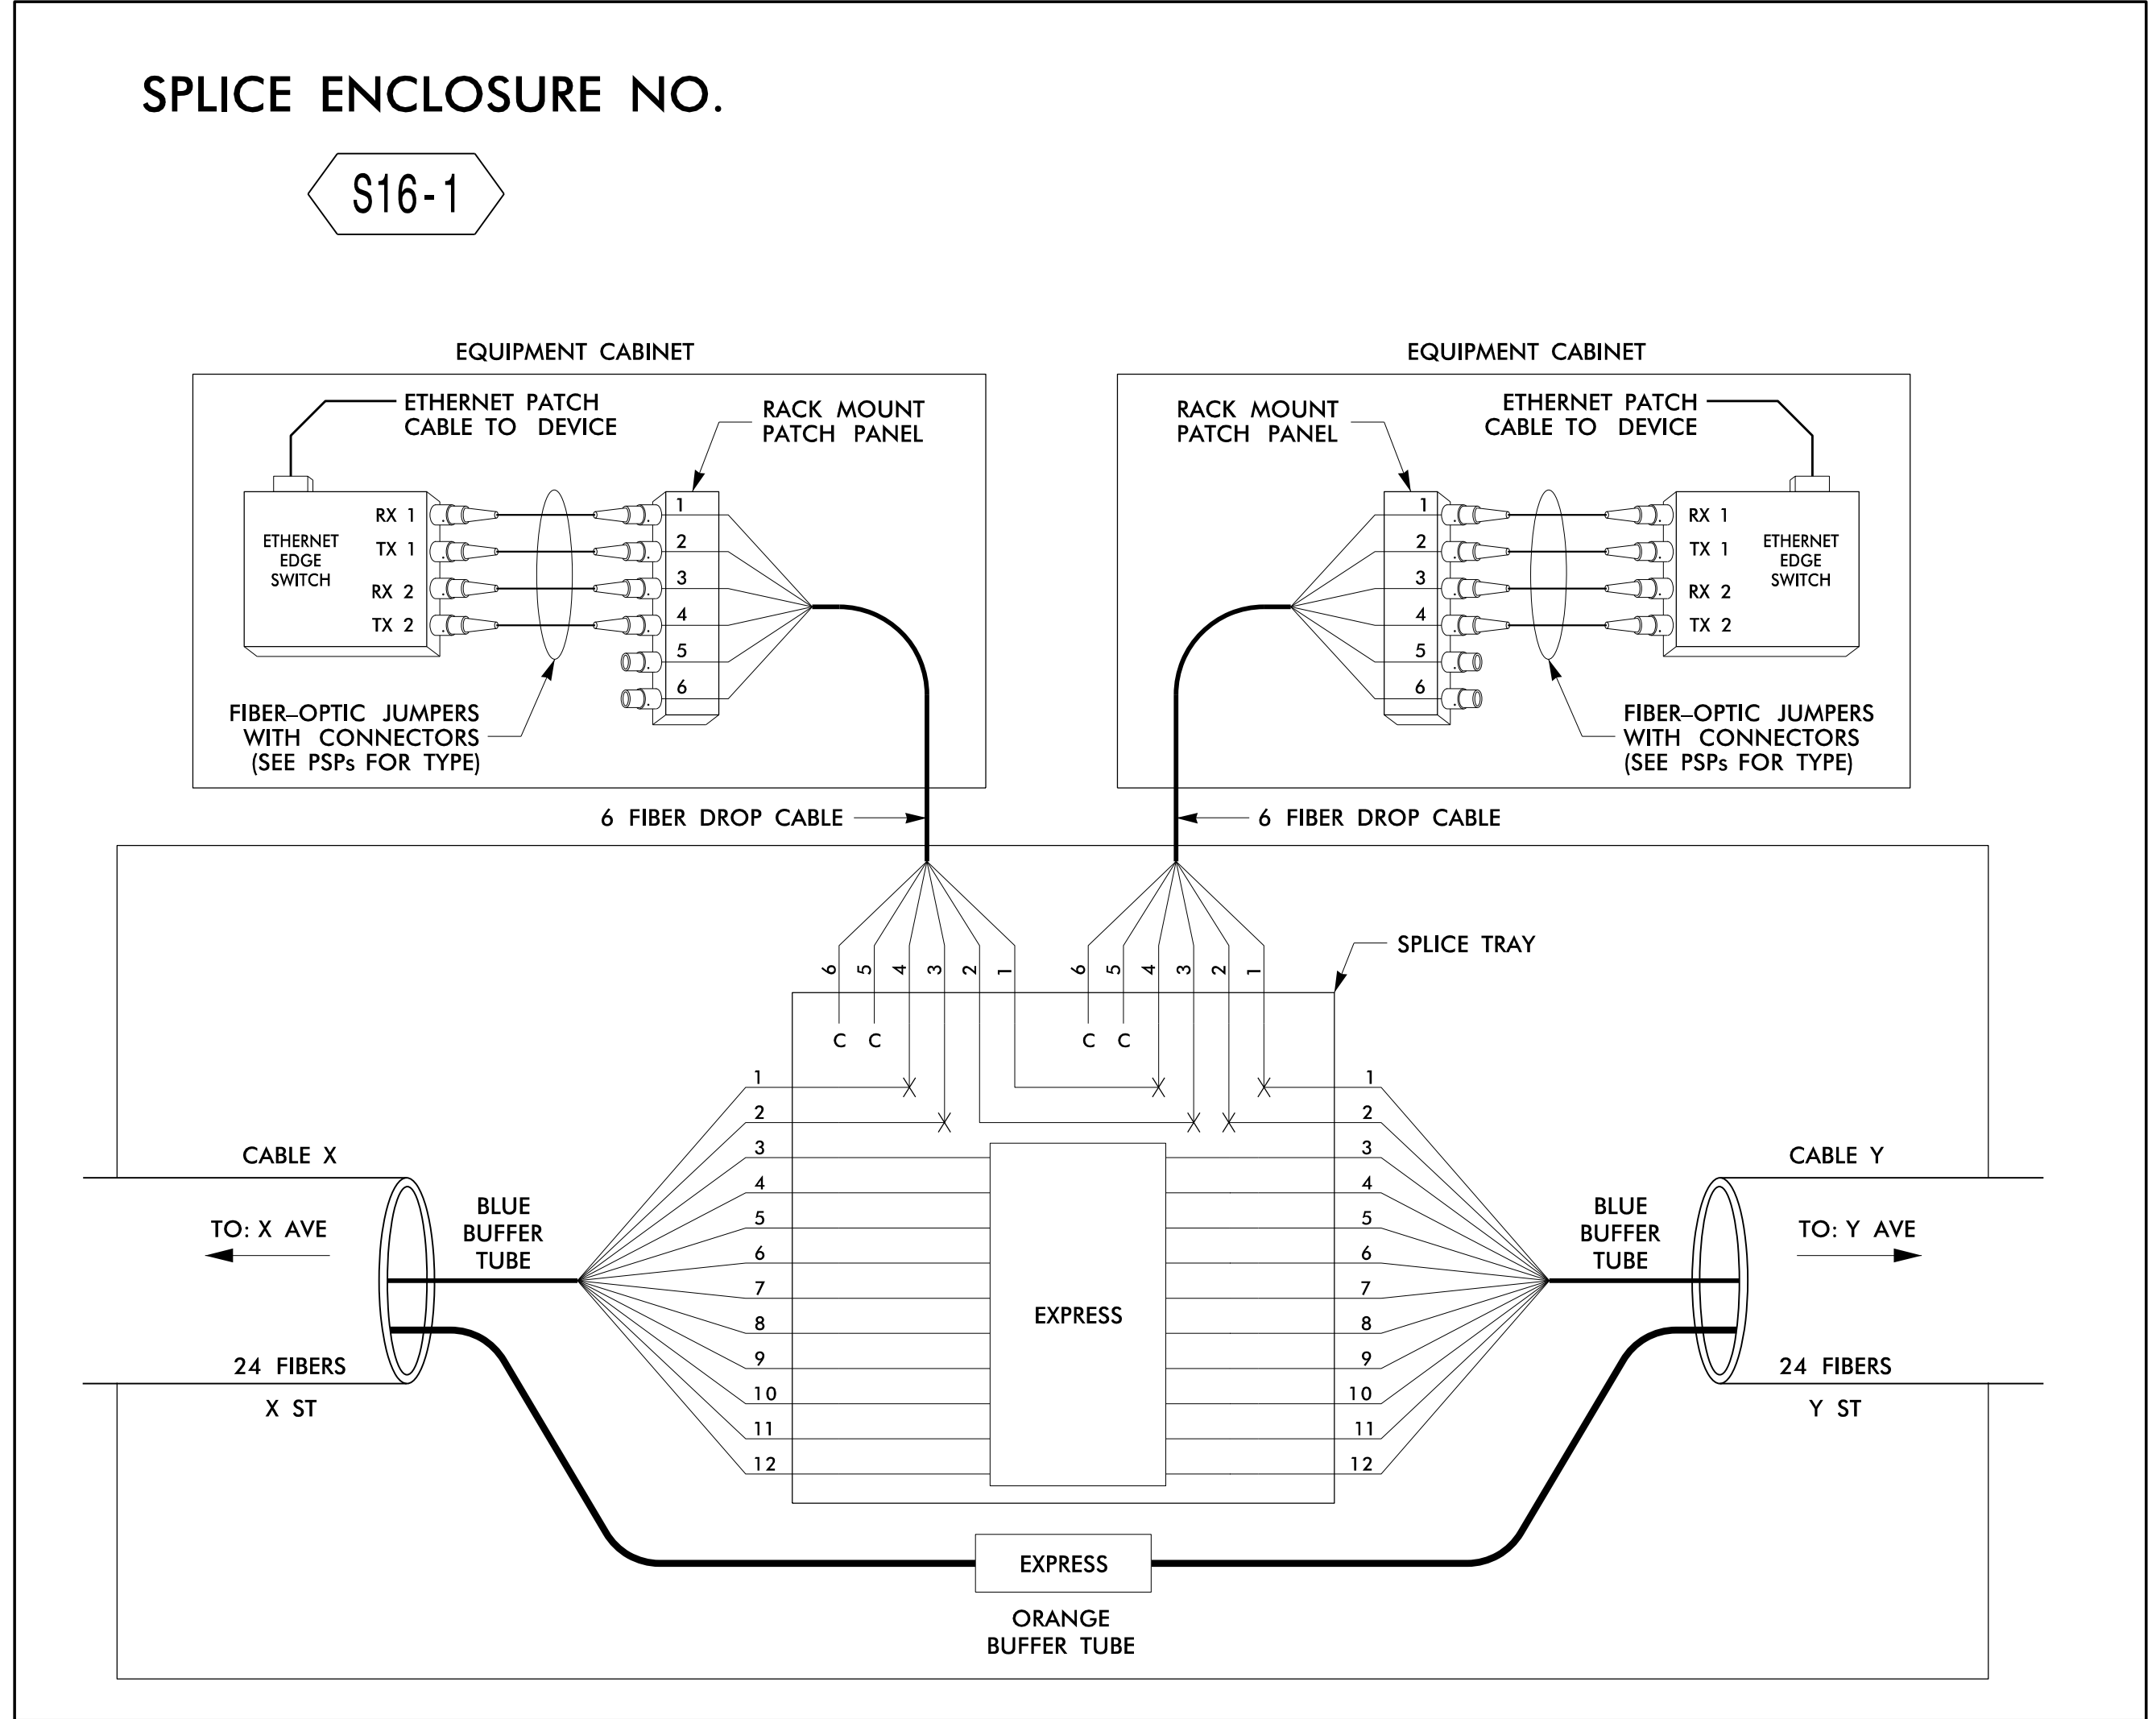 SPLICE ENCLOSURE NO.
S16-1
EQUIPMENT CABINET
ETHERNET PATCH
CABLE TO DEVICE
RACK MOUNT
PATCH PANEL
ETHERNET
EDGE
SWITCH
RX 1
TX 1
RX 2
TX 2
1
2
3
4
5
6
FIBER–OPTIC JUMPERS
WITH CONNECTORS
(SEE PSPs FOR TYPE)
EQUIPMENT CABINET
RACK MOUNT
PATCH PANEL
ETHERNET PATCH
CABLE TO DEVICE
1
2
3
4
5
6
RX 1
TX 1
RX 2
TX 2
ETHERNET
EDGE
SWITCH
FIBER–OPTIC JUMPERS
WITH CONNECTORS
(SEE PSPs FOR TYPE)
6 FIBER DROP CABLE
6 FIBER DROP CABLE
SPLICE TRAY
6 5 4 3 2 1
6 5 4 3 2 1
C C
C C
1
2
3
4
5
6
7
8
9
10
11
12
1
2
3
4
5
6
7
8
9
10
11
12
CABLE X
TO: X AVE
24 FIBERS
X ST
BLUE
BUFFER
TUBE
EXPRESS
BLUE
BUFFER
TUBE
CABLE Y
TO: Y AVE
24 FIBERS
Y ST
EXPRESS
ORANGE
BUFFER TUBE